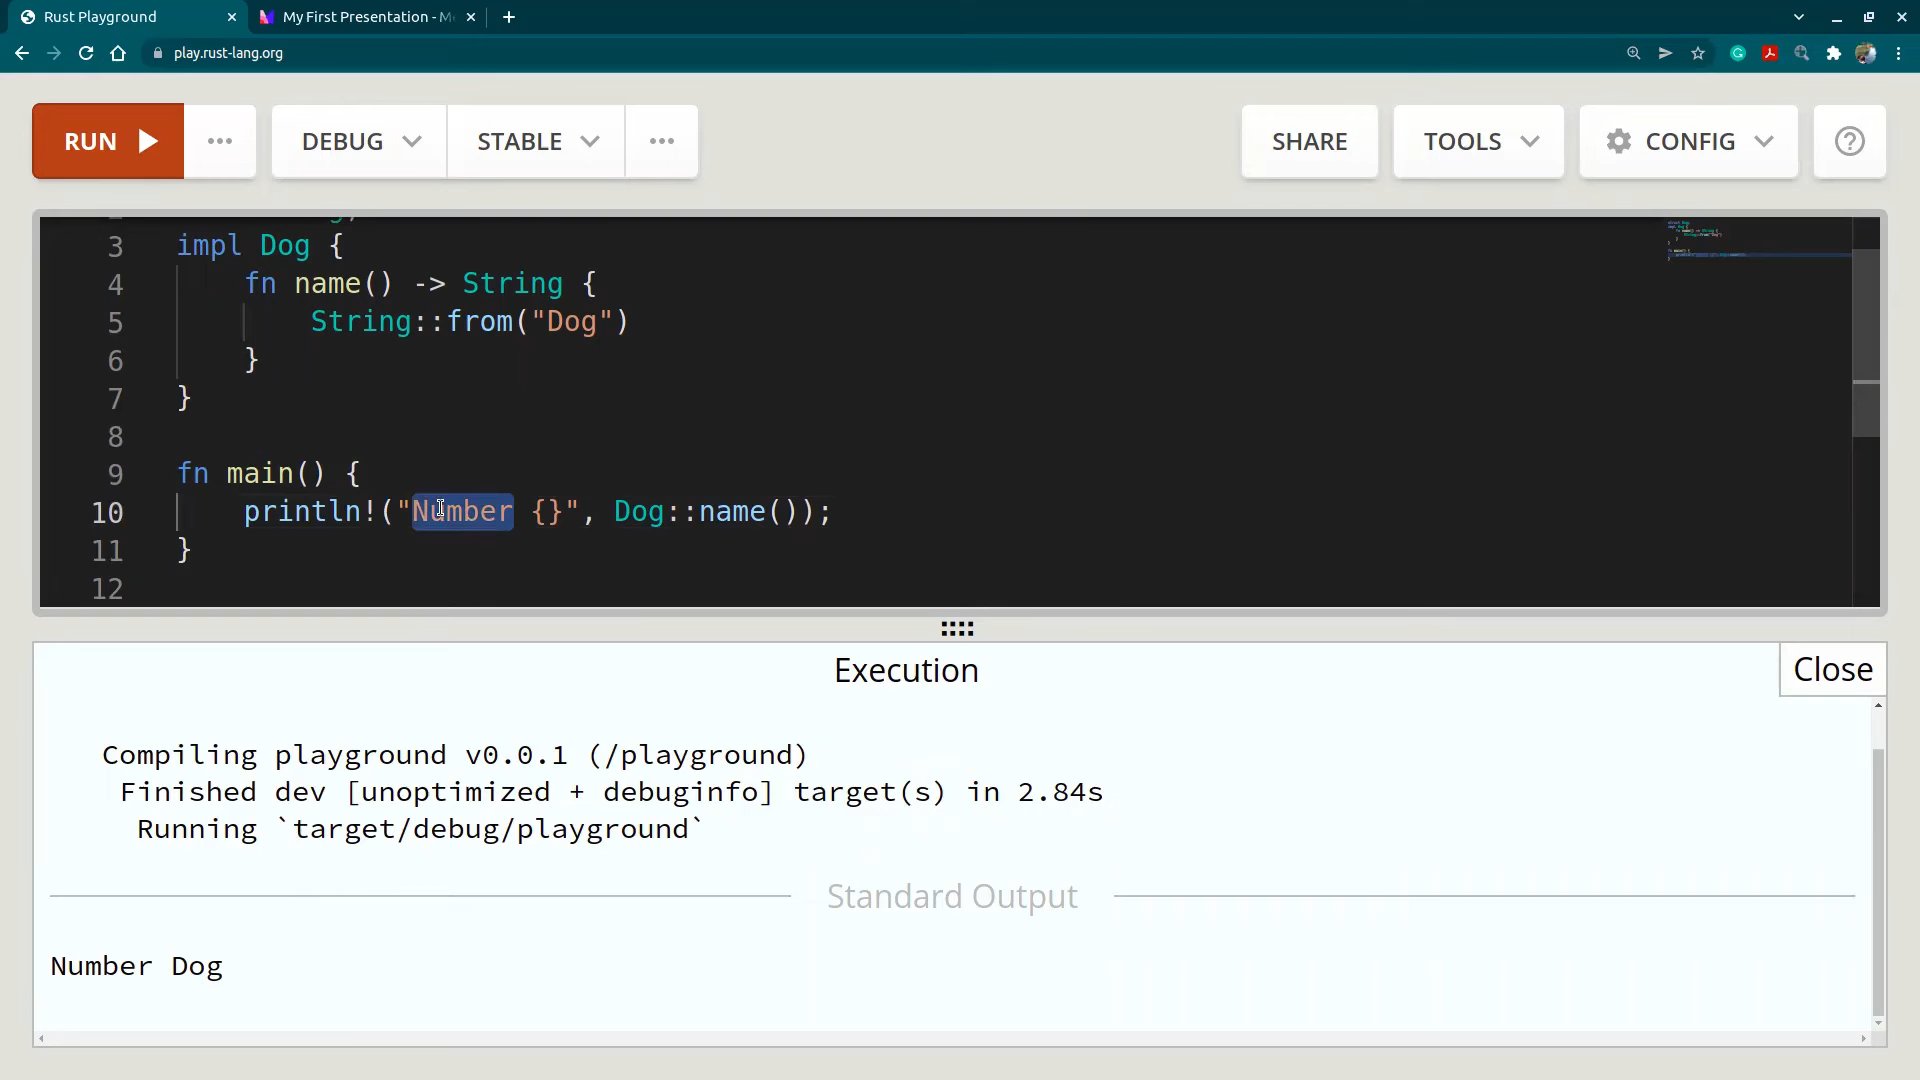 Rust Playground
My First Presentation - Me
play.rust-lang.org
RUN
DEBUG
STABLE
SHARE
TOOLS
CONFIG
3 impl Dog {
4 fn name() -> String {
5 String::from("Dog")
6 }
7 }
8
9 fn main() {
10 println!("Number {}", Dog::name());
11 }
12
Execution
Close
Compiling playground v0.0.1 (/playground)
Finished dev [unoptimized + debuginfo] target(s) in 2.84s
Running `target/debug/playground`
Standard Output
Number Dog